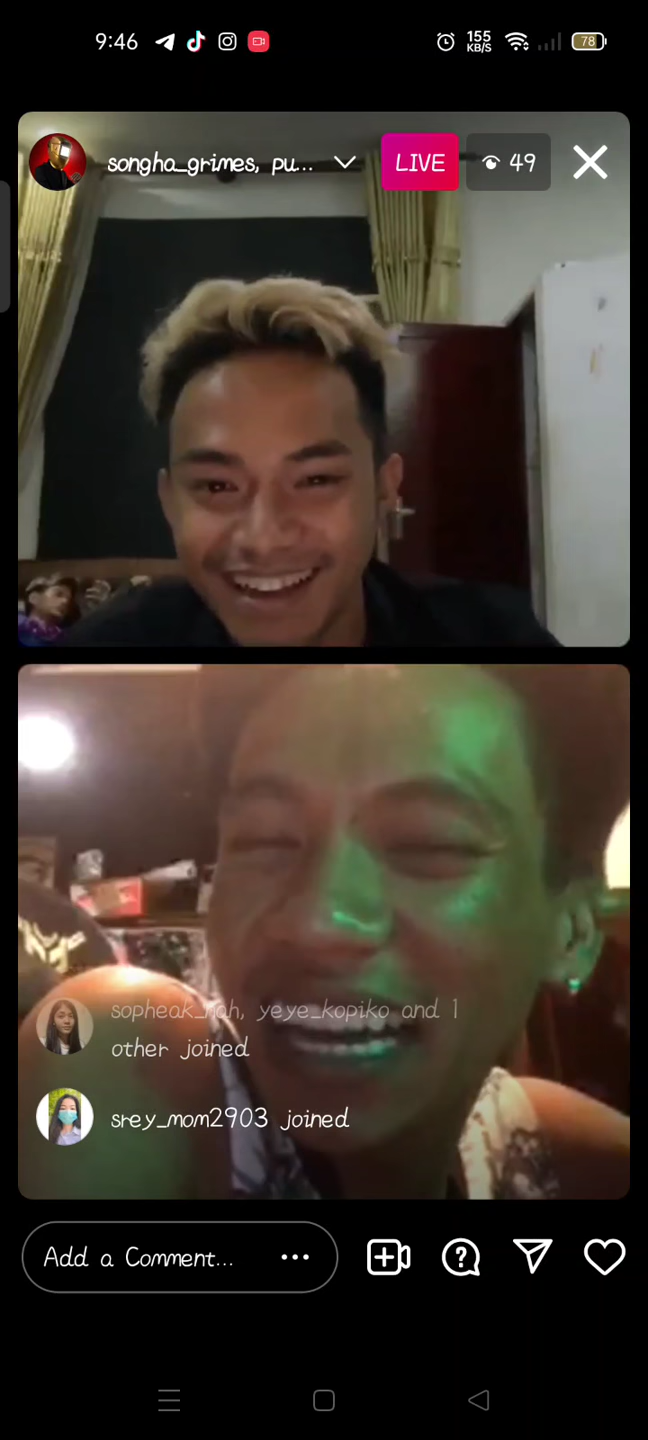 9:46
155
KB/S
78
songha_grimes, pu...
LIVE
49
sopheak_nah, yeye_kopiko and 1
other joined
srey_mom2903 joined
Add a Comment...